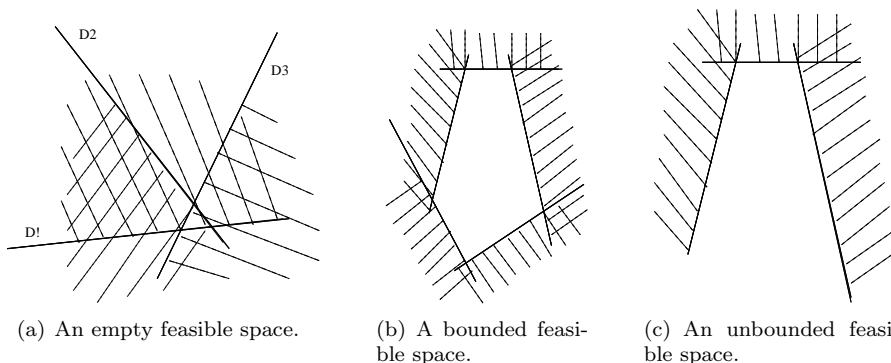 D2
D3
D!
(a) An empty feasible space.
(b) A bounded feasi-
ble space.
(c) An unbounded feasi
ble space.